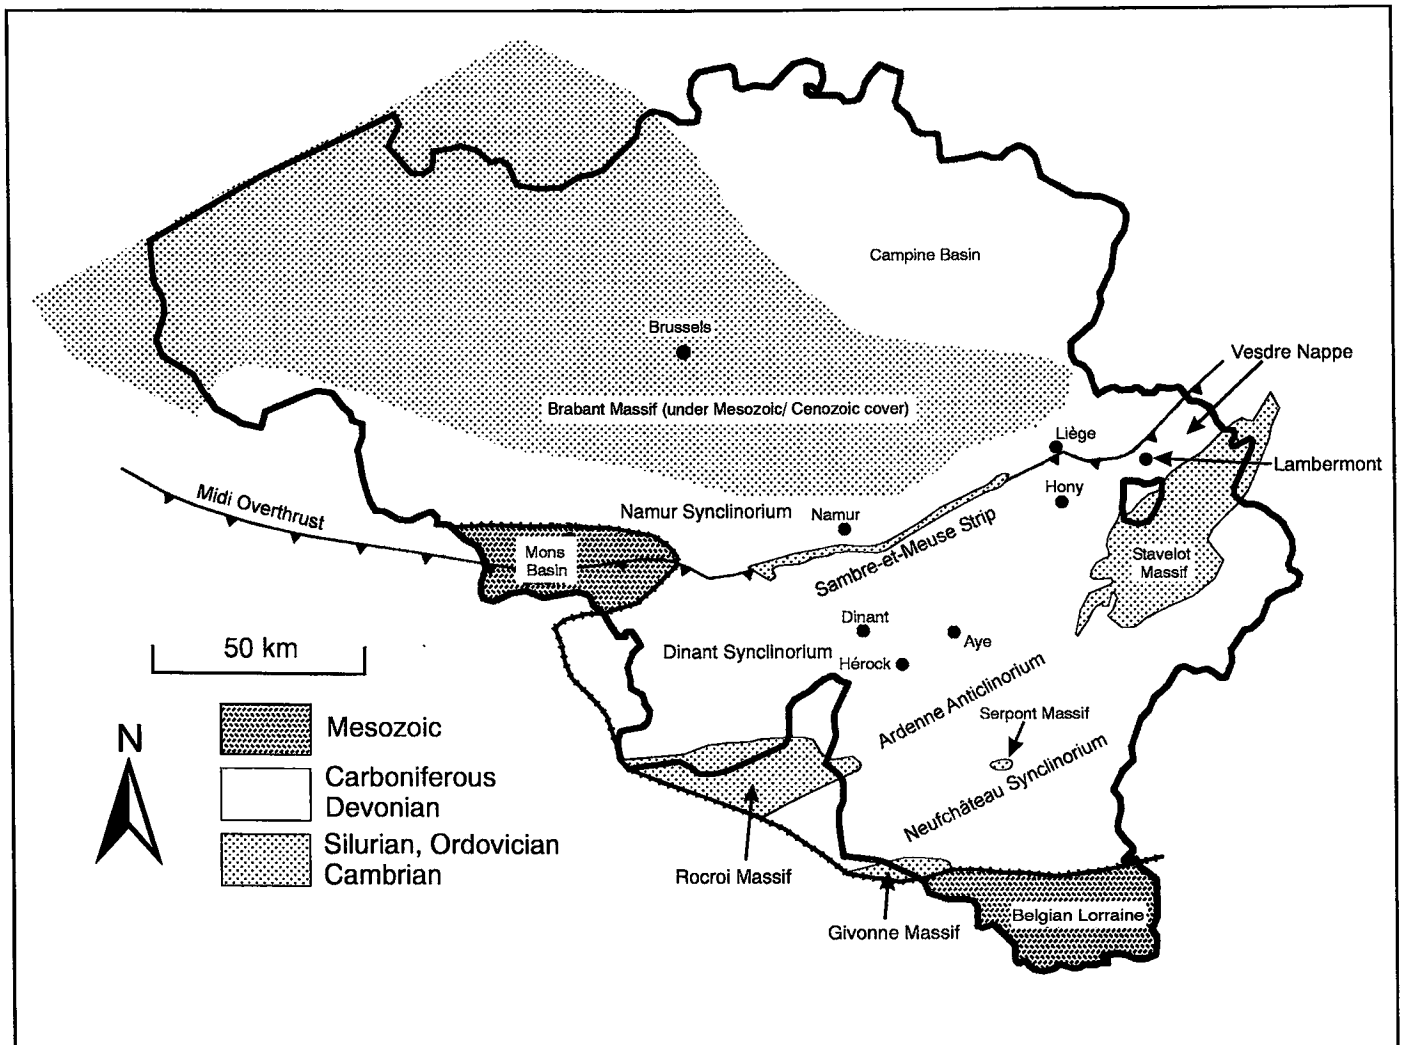 Campine Basin
Brussels
Vesdre Nappe
Brabant Massif (under Mesozoic/ Cenozoic cover)
Liège
Lambermont
Hony
Midi Overthrust
Namur Synclinorium
Namur
Sambre-et-Meuse Strip
Mons
Basin
Stavelot
Massif
Dinant
Aye
Dinant Synclinorium
Hérock
50 km
Ardenne Anticlinorium
Serpont Massif
N
Mesozoic
Carboniferous
Devonian
Silurian, Ordovician
Cambrian
Neufchâteau Synclinorium
Rocroi Massif
Givonne Massif
Belgian Lorraine